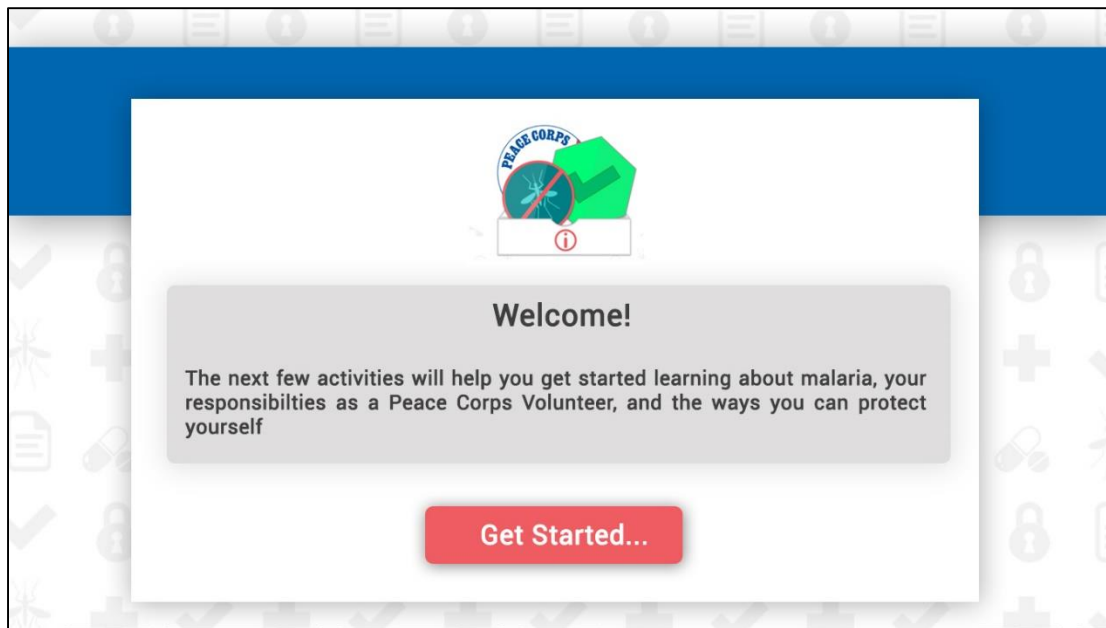 PEACE CORPS
Welcome!
The next few activities will help you get started learning about malaria, your
responsibilties as a Peace Corps Volunteer, and the ways you can protect
yourself
Get Started...